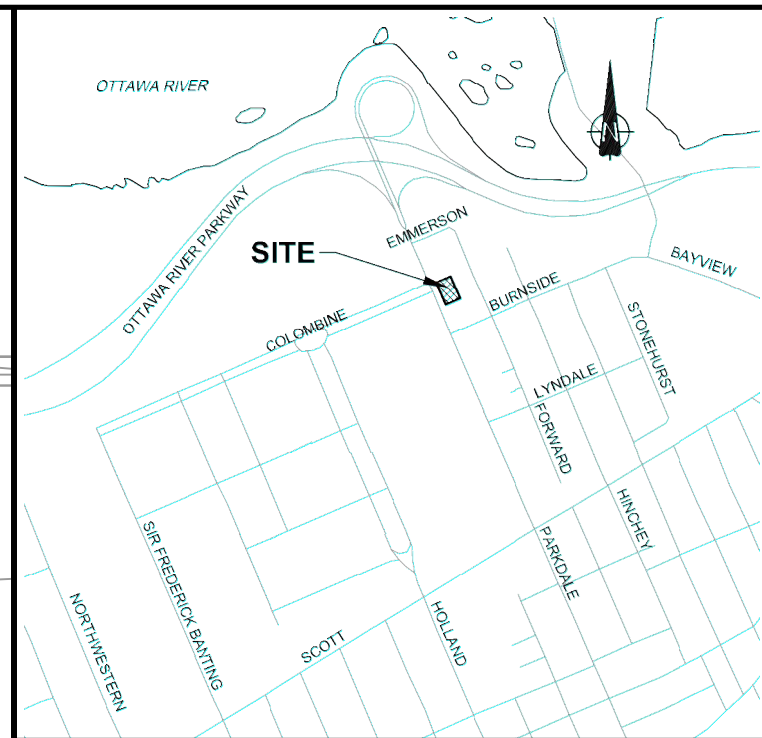 OTTAWA RIVER
OTTAWA RIVER PARKWAY
EMMERSON
SITE
BAYVIEW
BURNSIDE
COLOMBINE
STONEHURST
LYNDALE
FORWARD
HINCHEY
SIR FREDERICK BANTING
PARKDALE
NORTHWESTERN
HOLLAND
SCOTT